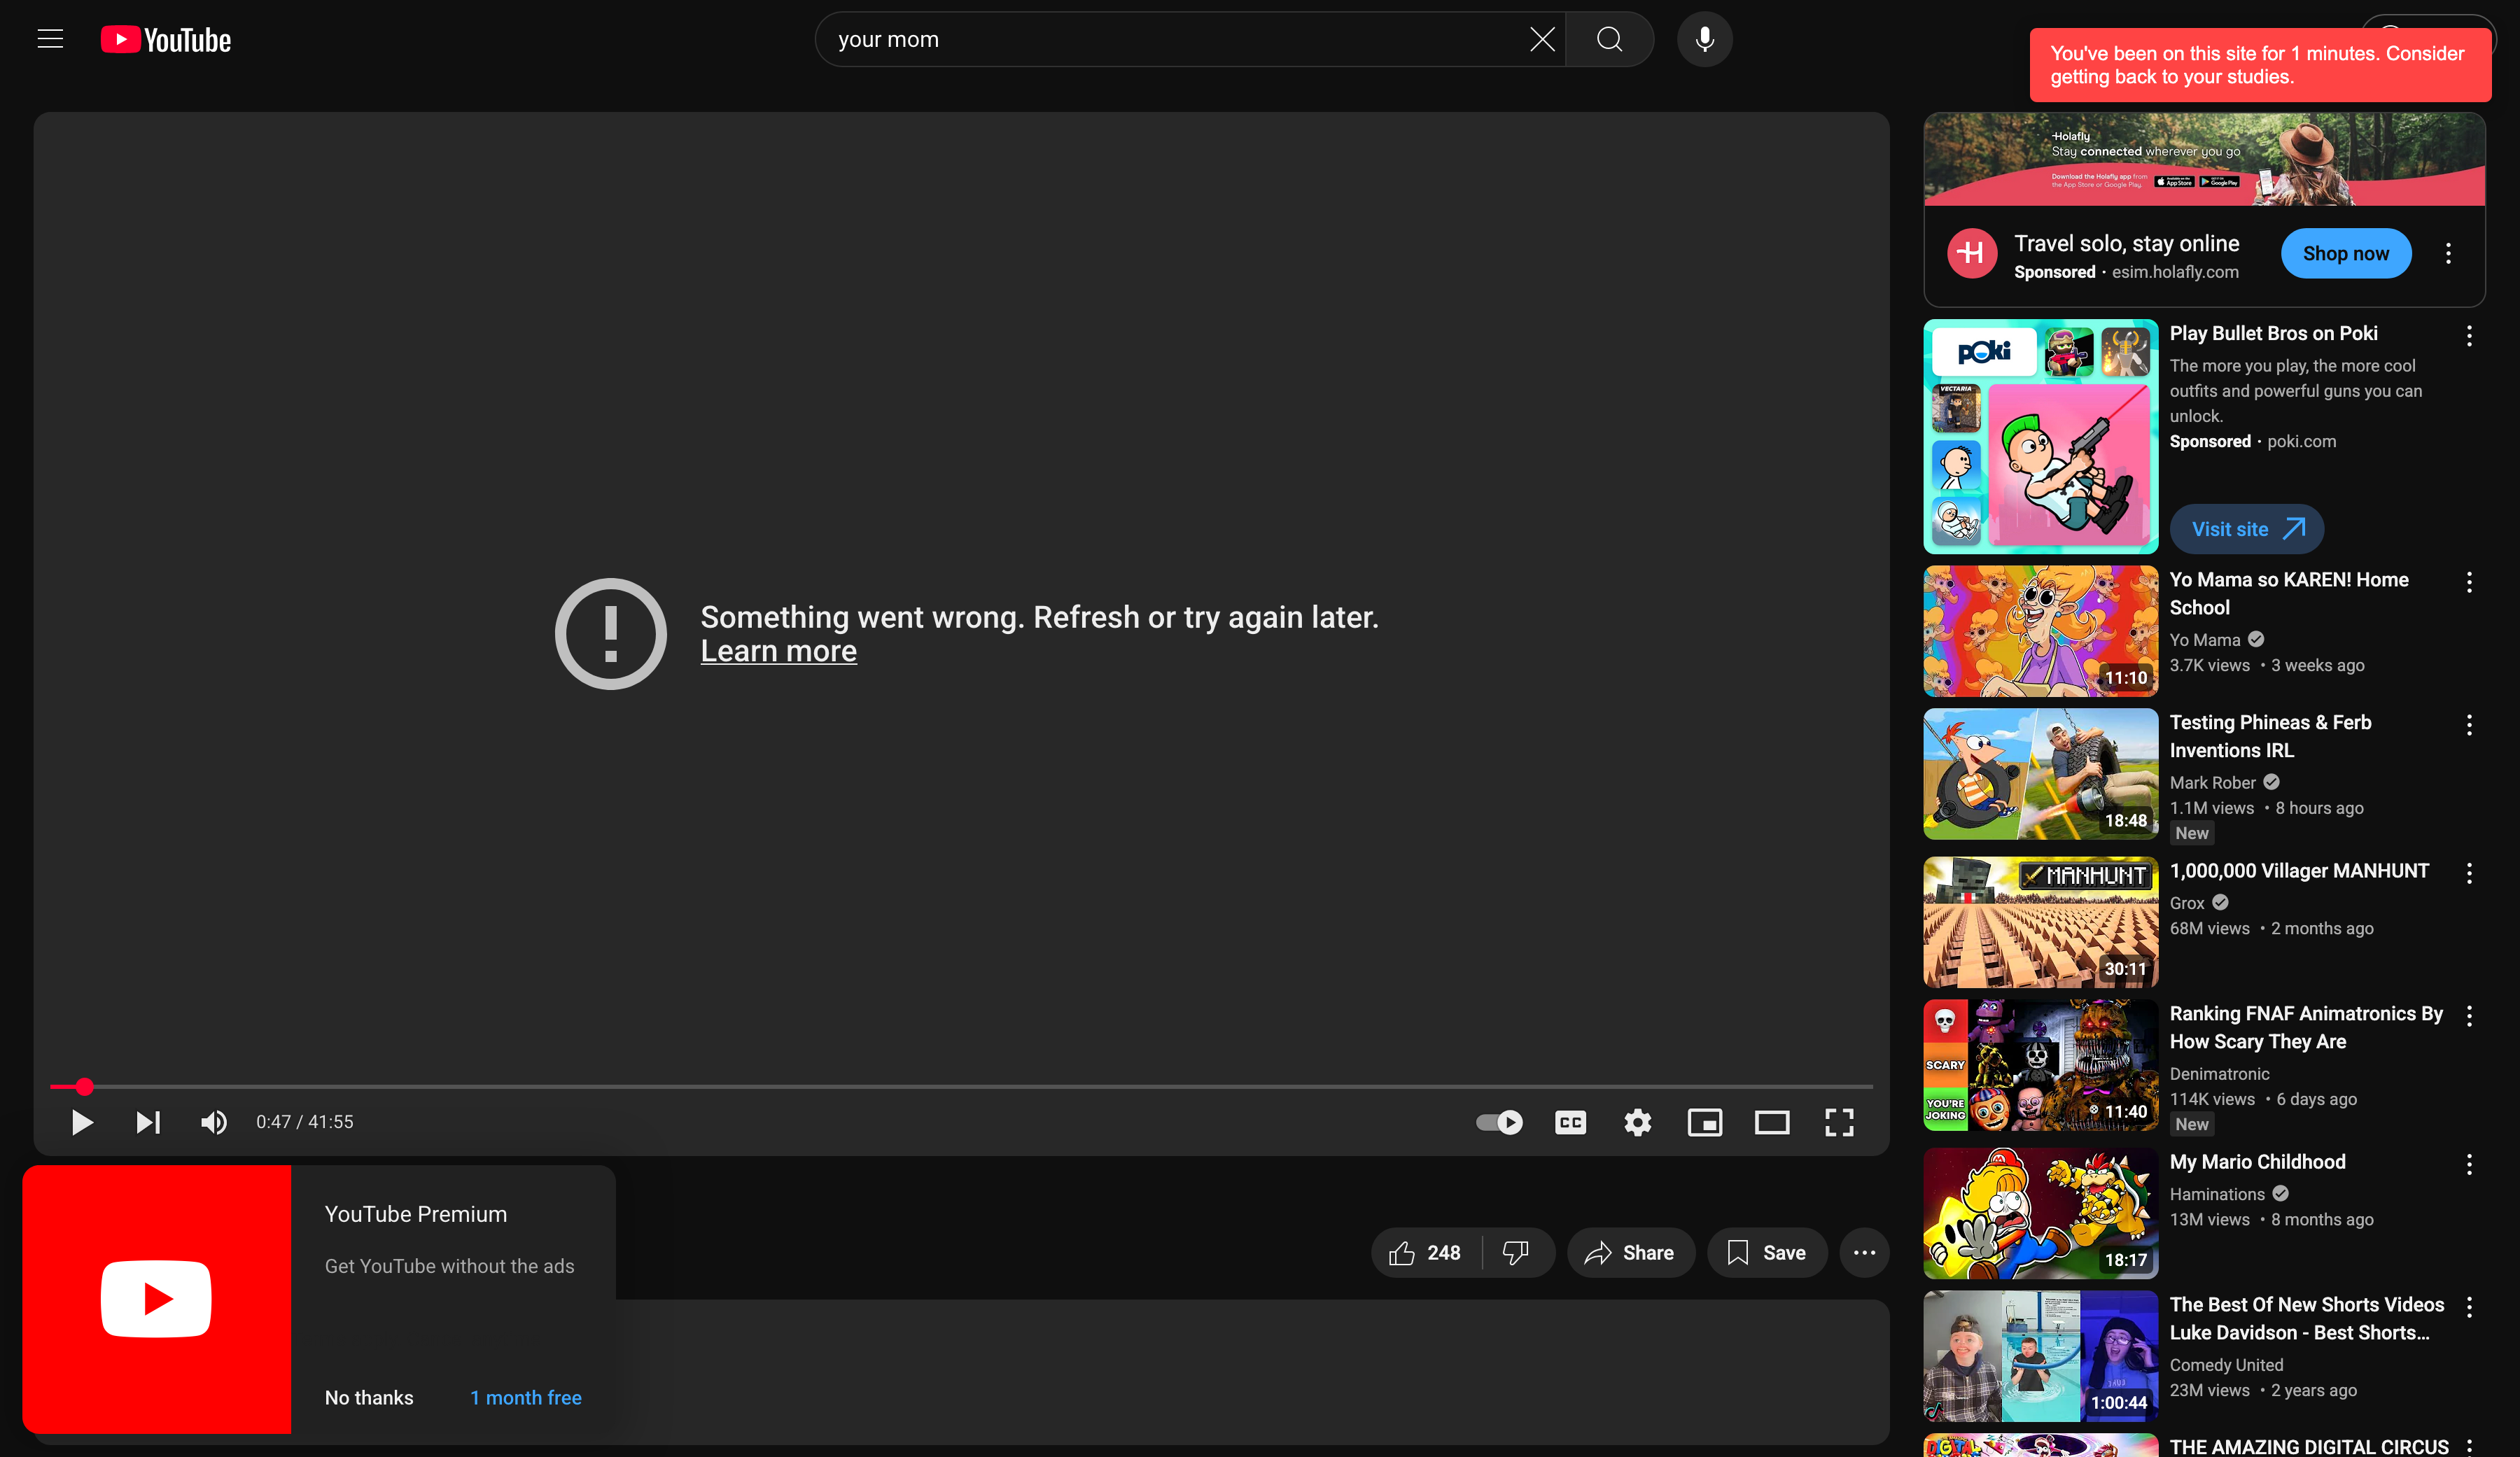 YouTube
your mom
You've been on this site for 1 minutes. Consider
getting back to your studies.
Holafly
Stay connected wherever you go
Download the Holafly app from
the App Store or Google Play.
App Store
Google Play
Travel solo, stay online
Sponsored · esim.holafly.com
Shop now
poki
VECTARIA
Play Bullet Bros on Poki
The more you play, the more cool
outfits and powerful guns you can
unlock.
Sponsored · poki.com
Visit site
Something went wrong. Refresh or try again later.
Learn more
11:10
Yo Mama so KAREN! Home
School
Yo Mama
3.7K views • 3 weeks ago
18:48
Testing Phineas & Ferb
Inventions IRL
Mark Rober
1.1M views • 8 hours ago
New
MANHUNT
30:11
1,000,000 Villager MANHUNT
Grox
68M views • 2 months ago
SCARY
YOU'RE
JOKING
11:40
Ranking FNAF Animatronics By
How Scary They Are
Denimatronic
114K views • 6 days ago
New
0:47 / 41:55
CC
18:17
My Mario Childhood
Haminations
13M views • 8 months ago
YouTube Premium
Get YouTube without the ads
No thanks
1 month free
248
Share
Save
1:00:44
The Best Of New Shorts Videos
Luke Davidson - Best Shorts...
Comedy United
23M views • 2 years ago
DIGITAL
THE AMAZING DIGITAL CIRCUS